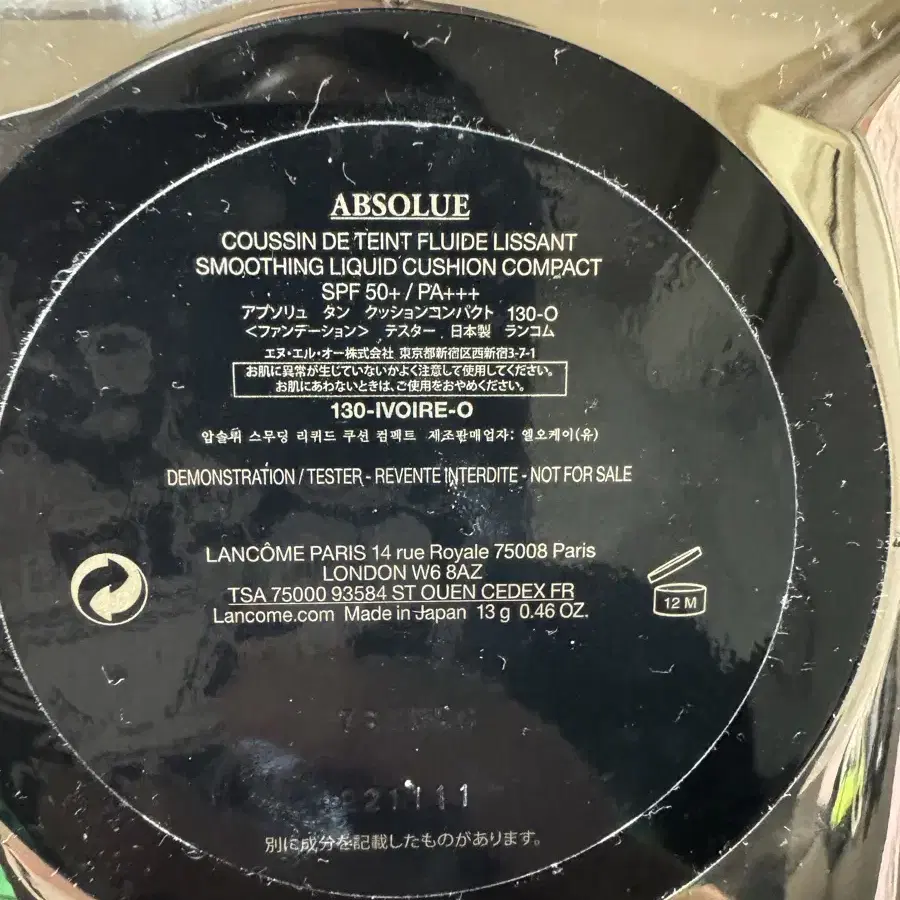 ABSOLUE
COUSSIN DE TEINT FLUIDE LISSANT
SMOOTHING LIQUID CUSHION COMPACT
SPF 50+ / PA+++
アプソリュ タン クッションコンパクト 130-O
<ファンデーション> テスター 日本製 ランコム
エヌ・エル・オー株式会社 東京都新宿区西新宿3-7-1
お肌に異常が生じていないかよく注意して使用してください。
お肌にあわないときは、ご使用をおやめください。
130-IVOIRE-O
압솔뤼 스무딩 리퀴드 쿠션 컴팩트 제조판매업자: 엘오케이(유)
DEMONSTRATION / TESTER - REVENTE INTERDITE - NOT FOR SALE
LANCÔME PARIS 14 rue Royale 75008 Paris
LONDON W6 8AZ
TSA 75000 93584 ST OUEN CEDEX FR
Lancome.com Made in Japan 13 g 0.46 OZ.
12 M
221111
別に成分を記載したものがあります。